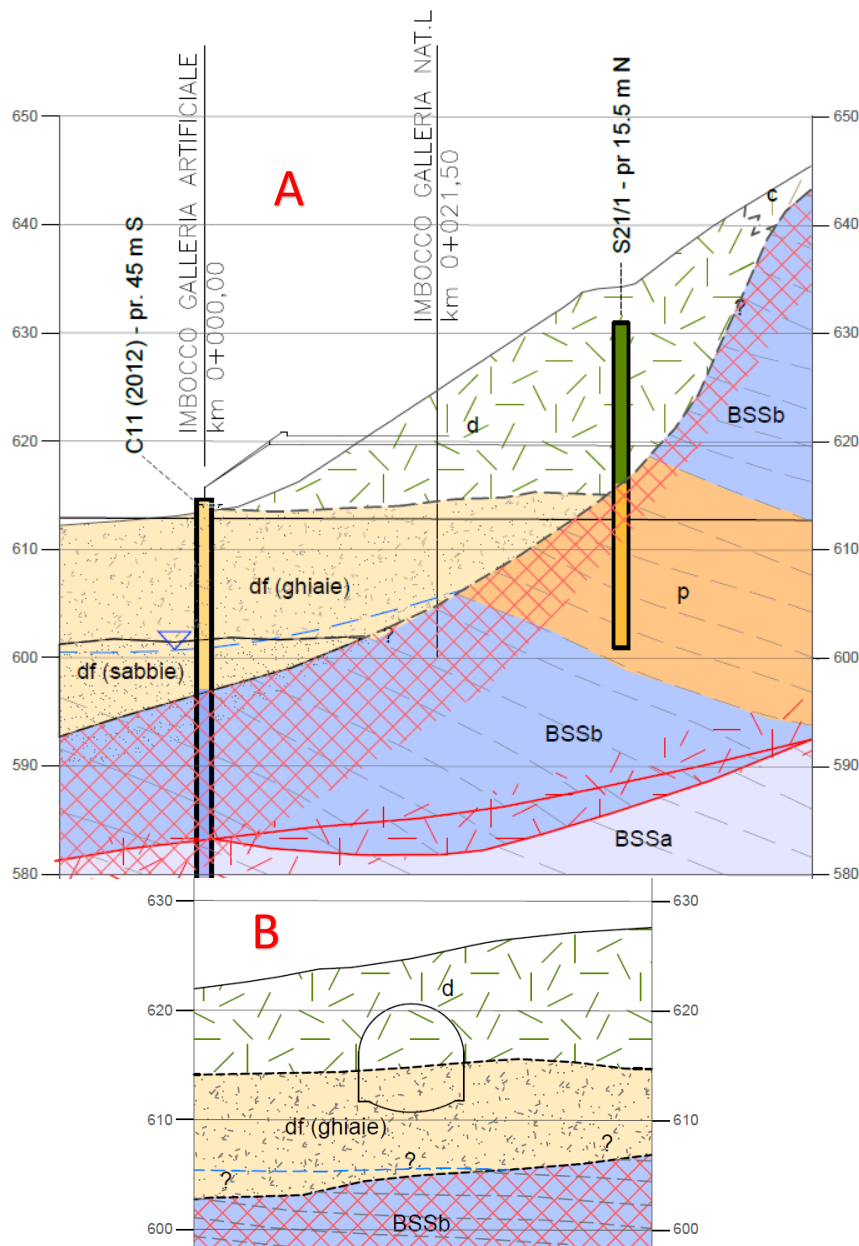 650
650
640
640
630
630
620
620
610
610
600
600
590
590
580
580
A
C11 (2012) - pr. 45 m S
IMBOCCO GALLERIA ARTIFICIALE
km 0+000,00
IMBOCCO GALLERIA NAT.L
km 0+021,50
S21/1 - pr 15.5 m N
c
?
d
BSSb
df (ghiaie)
p
?
df (sabbie)
BSSb
BSSa
630
630
B
d
620
620
610
610
df (ghiaie)
?
?
?
600
600
BSSb